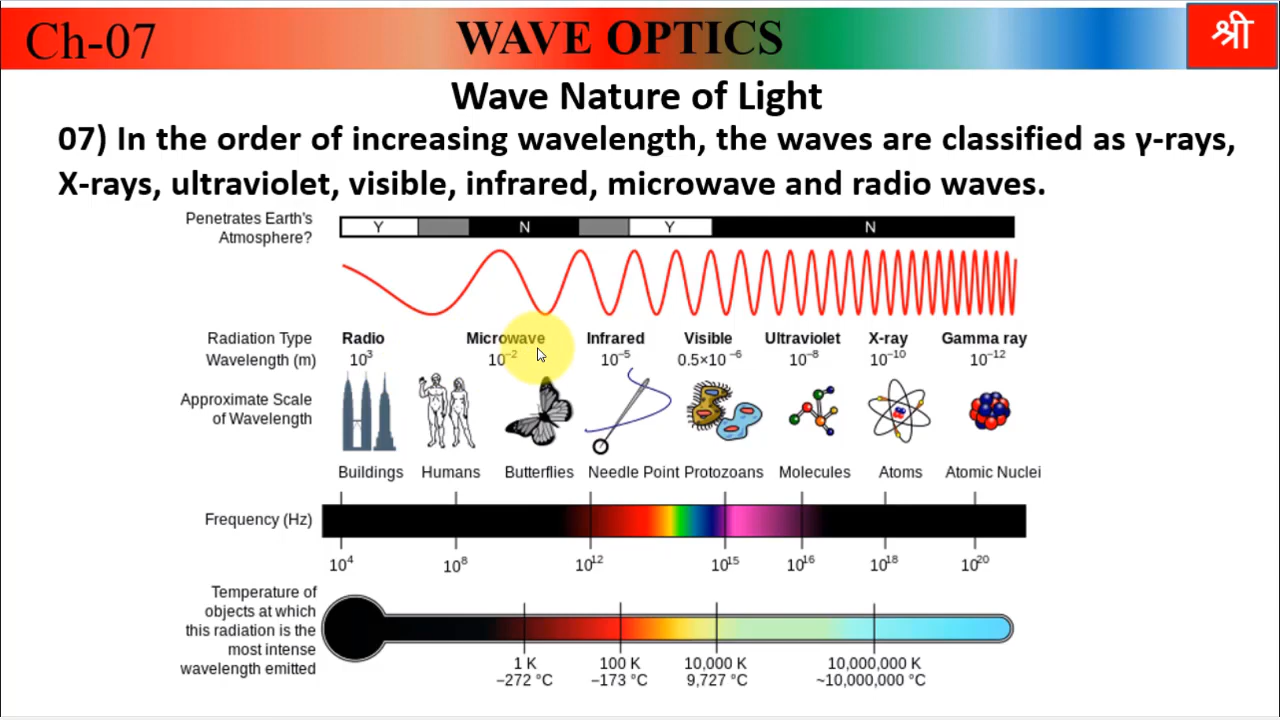 Ch-07
WAVE OPTICS
श्री
Wave Nature of Light
07) In the order of increasing wavelength, the waves are classified as γ-rays,
X-rays, ultraviolet, visible, infrared, microwave and radio waves.
Penetrates Earth's
Atmosphere?
Y N Y N
Radiation Type
Radio Microwave Infrared Visible Ultraviolet X-ray Gamma ray
Wavelength (m)
10³ 10⁻² 10⁻⁵ 0.5×10⁻⁶ 10⁻⁸ 10⁻¹⁰ 10⁻¹²
Approximate Scale
of Wavelength
Buildings Humans Butterflies Needle Point Protozoans Molecules Atoms Atomic Nuclei
Frequency (Hz)
10⁴ 10⁸ 10¹² 10¹⁵ 10¹⁶ 10¹⁸ 10²⁰
Temperature of
objects at which
this radiation is the
most intense
wavelength emitted
1 K 100 K 10,000 K 10,000,000 K
−272 °C −173 °C 9,727 °C ~10,000,000 °C